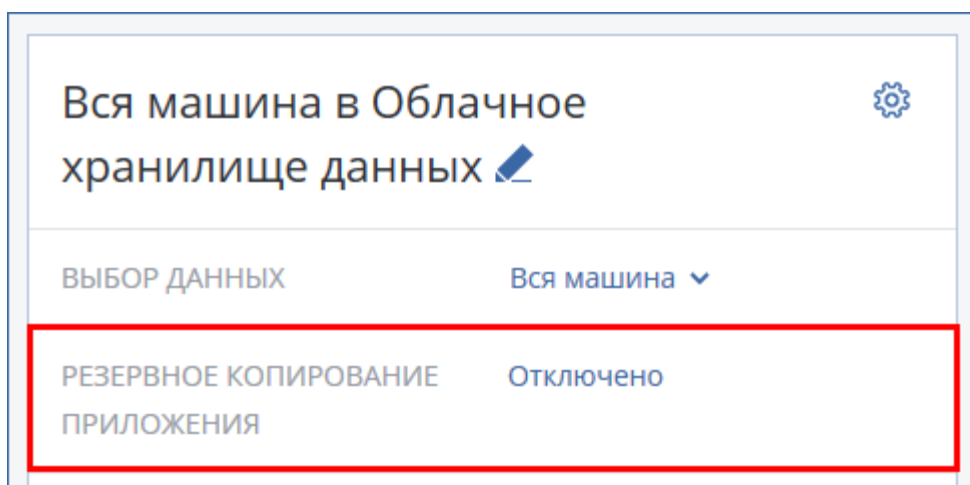 Вся машина в Облачное
хранилище данных
ВЫБОР ДАННЫХ Вся машина
РЕЗЕРВНОЕ КОПИРОВАНИЕ Отключено
ПРИЛОЖЕНИЯ